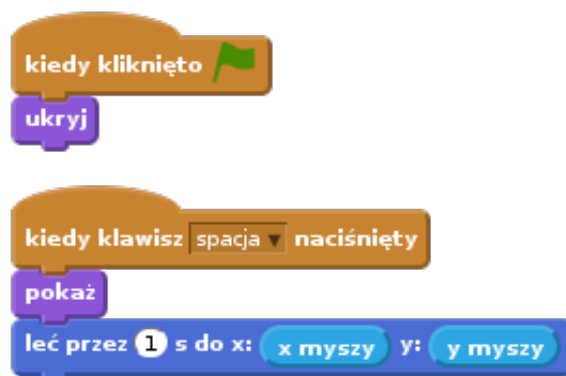 kiedy kliknięto
ukryj
kiedy klawisz spacja naciśnięty
pokaż
leć przez 1 s do x: x myszy y: y myszy